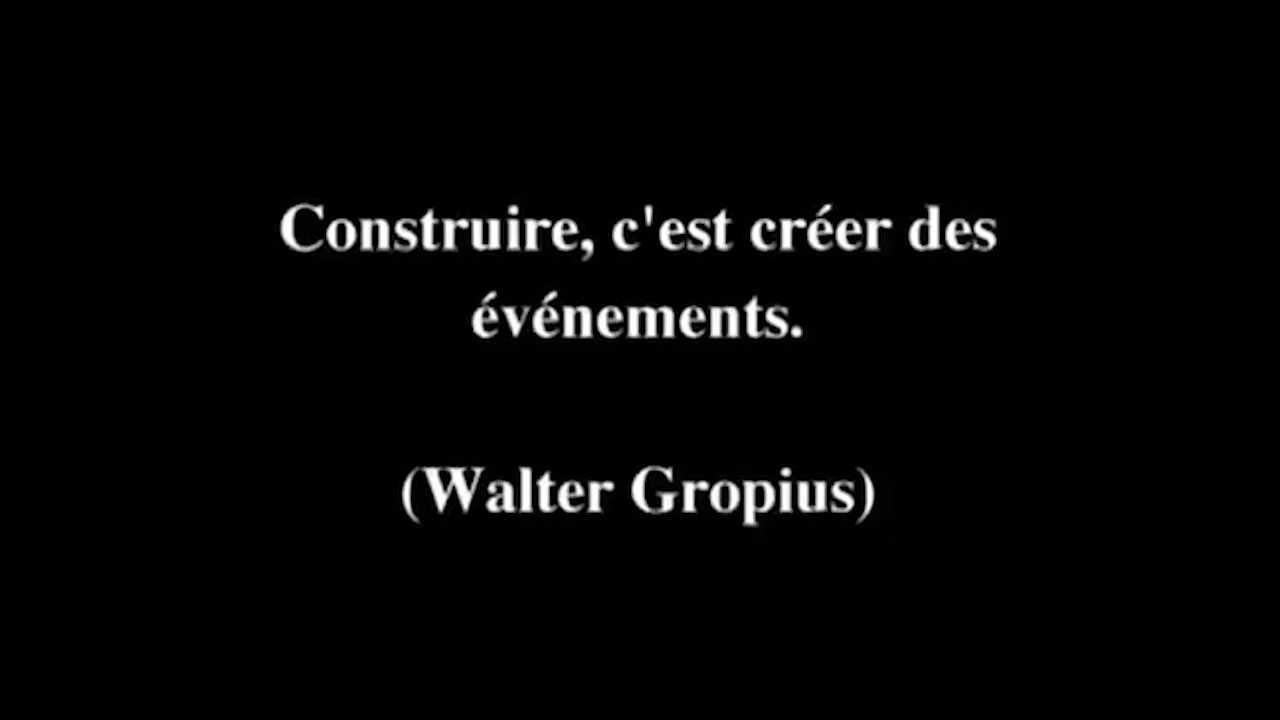 Construire, c'est créer des
événements.
(Walter Gropius)